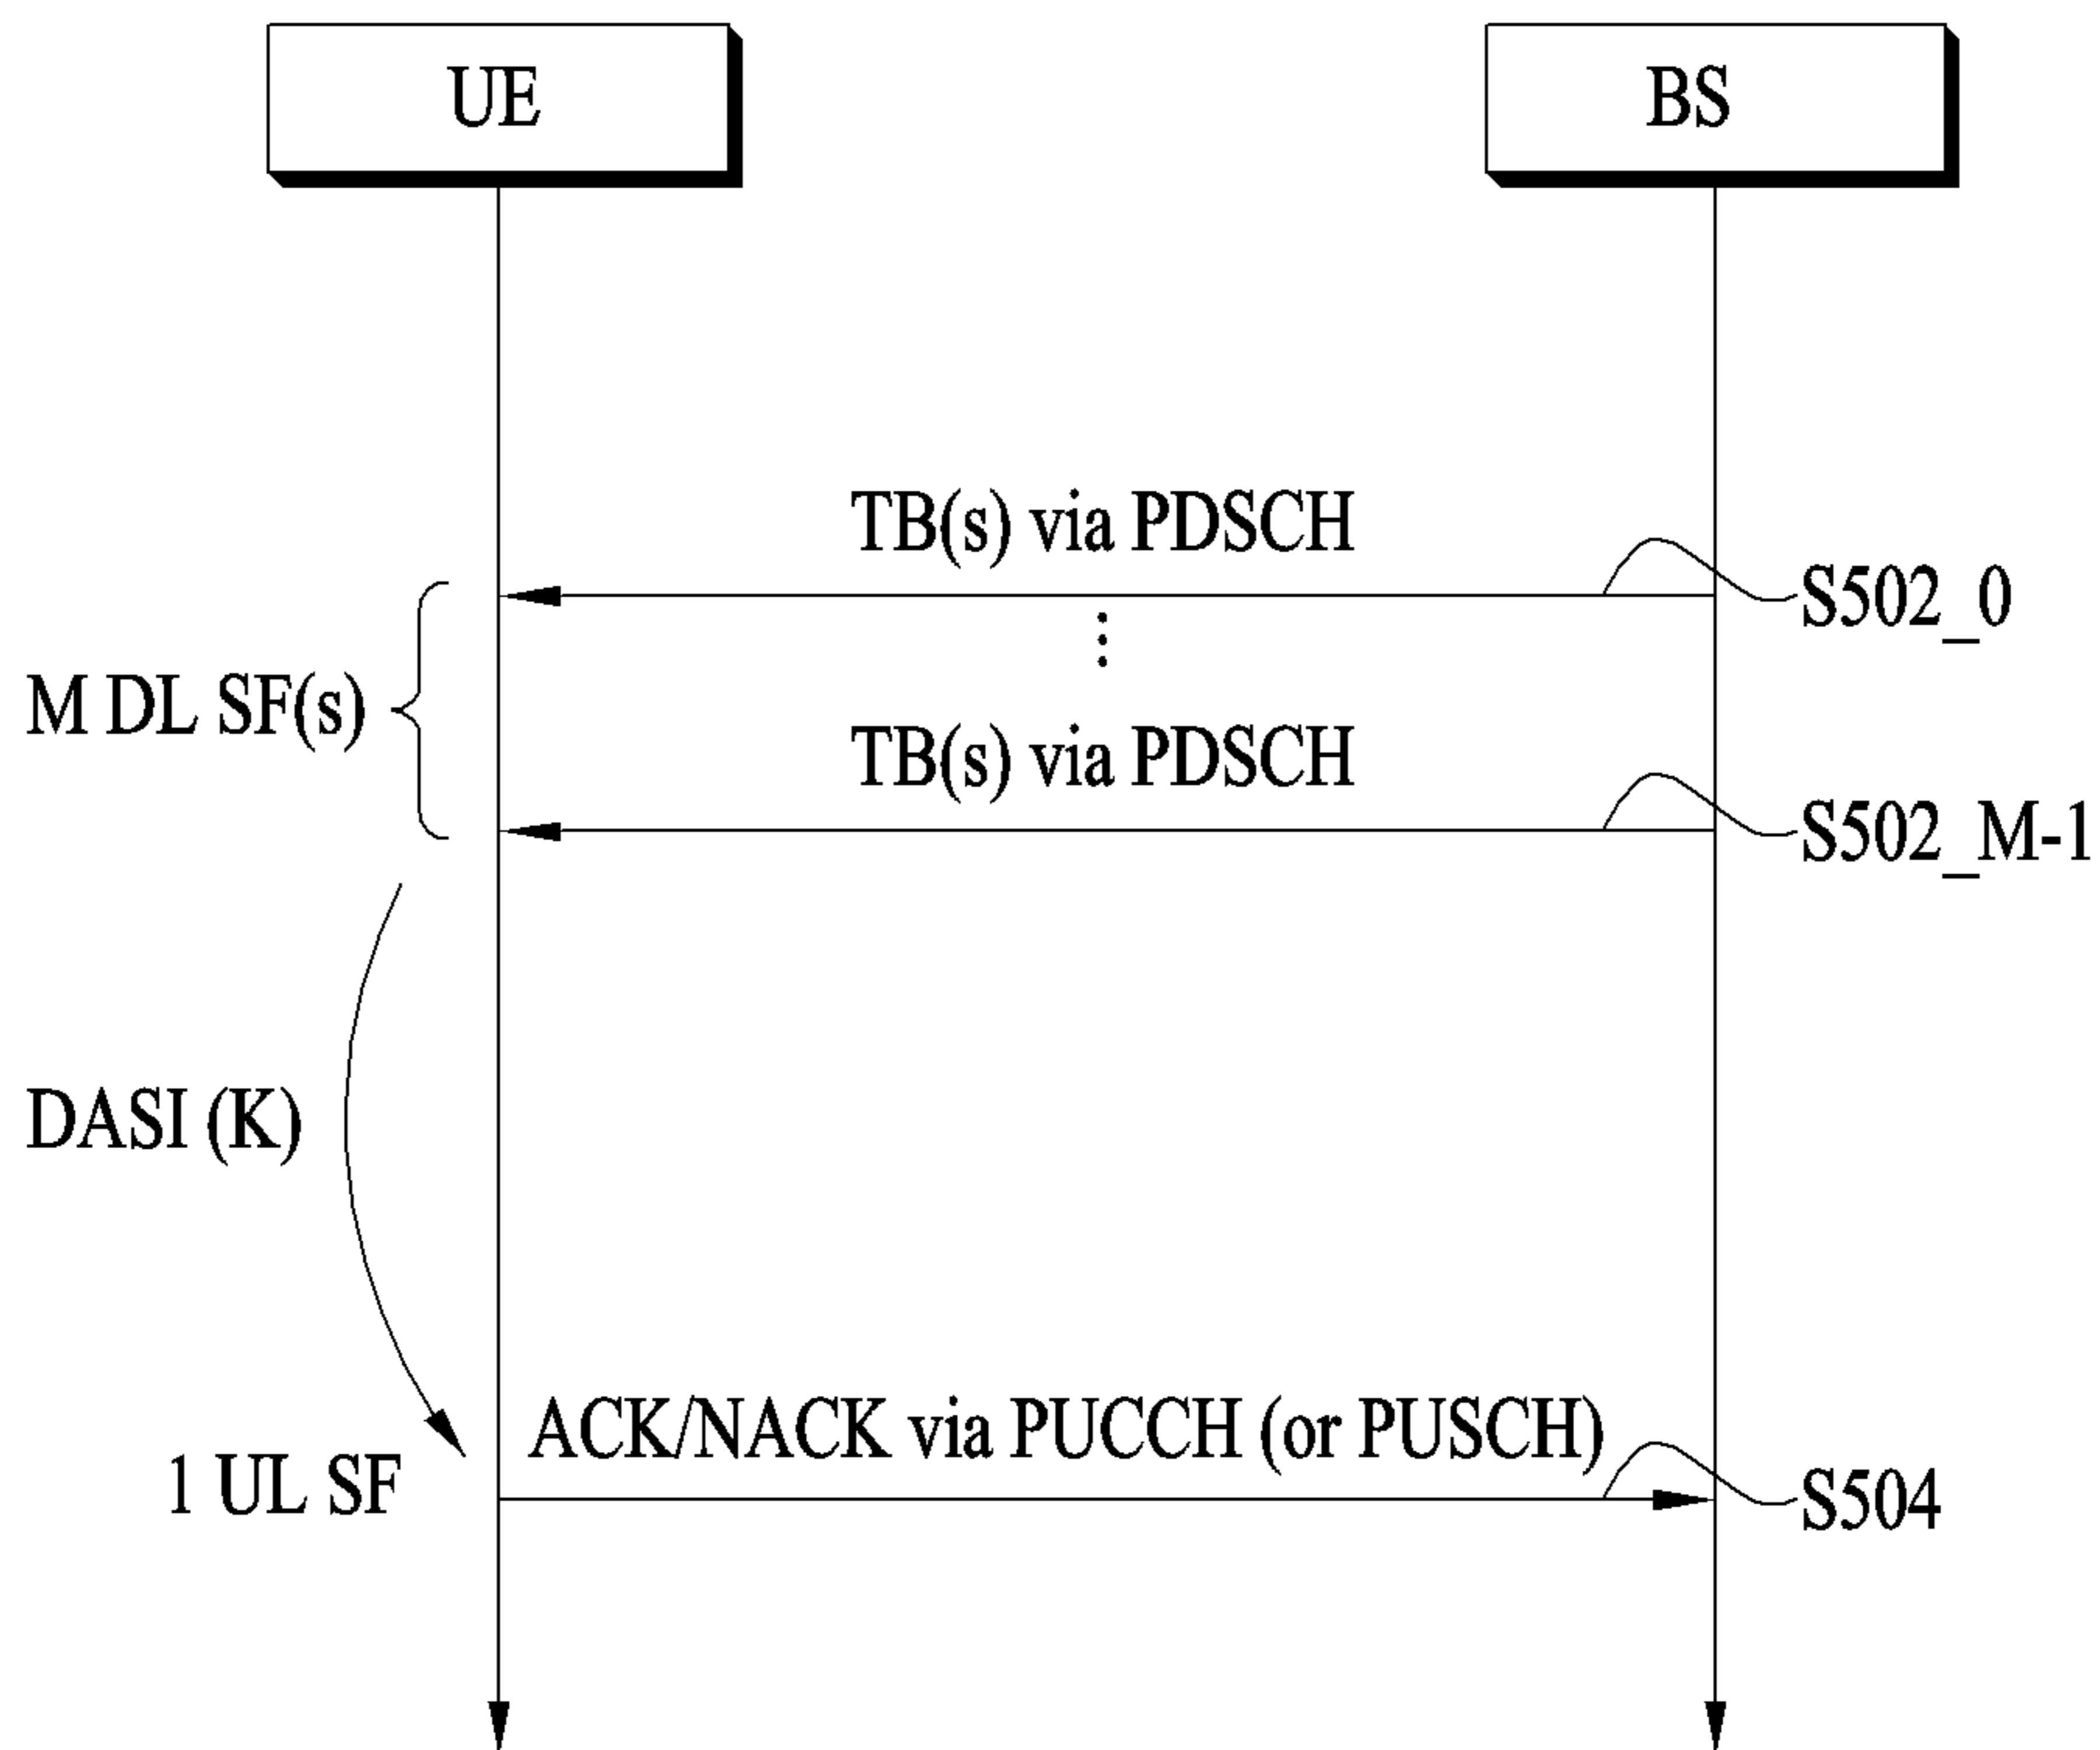 UE
BS
TB(s) via PDSCH
S502_0
M DL SF(s)
TB(s) via PDSCH
S502_M-1
DASI (K)
ACK/NACK via PUCCH (or PUSCH)
1 UL SF
S504